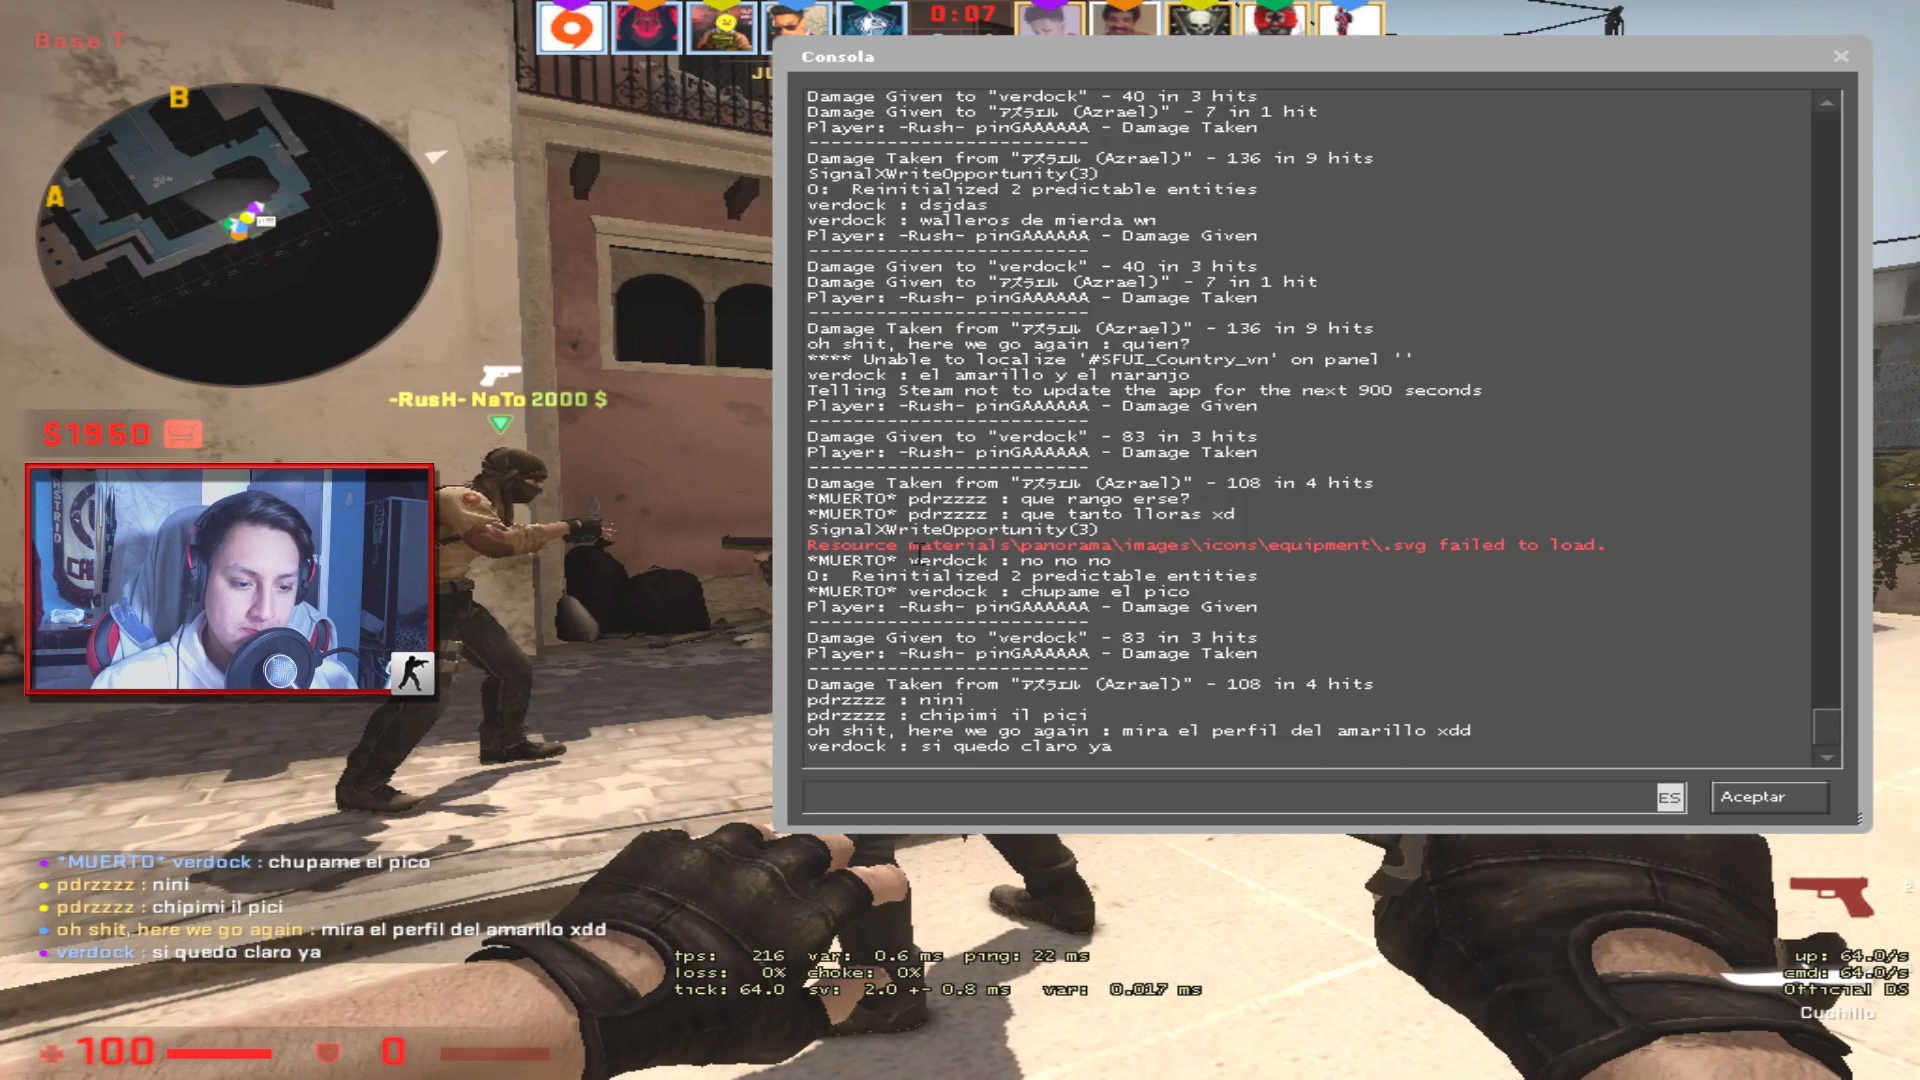 Base T
0:07
Consola
B
A
Damage Given to "verdock" - 40 in 3 hits
Damage Given to "アズラエル (Azrael)" - 7 in 1 hit
Player: -Rush- pinGAAAAAA - Damage Taken
-------------------------
Damage Taken from "アズラエル (Azrael)" - 136 in 9 hits
SignalXWriteOpportunity(3)
0:  Reinitialized 2 predictable entities
verdock : dsjdas
verdock : walleros de mierda wn
Player: -Rush- pinGAAAAAA - Damage Given
-------------------------
Damage Given to "verdock" - 40 in 3 hits
Damage Given to "アズラエル (Azrael)" - 7 in 1 hit
Player: -Rush- pinGAAAAAA - Damage Taken
-------------------------
Damage Taken from "アズラエル (Azrael)" - 136 in 9 hits
oh shit, here we go again : quien?
**** Unable to localize '#SFUI_Country_vn' on panel ''
verdock : el amarillo y el naranjo
Telling Steam not to update the app for the next 900 seconds
Player: -Rush- pinGAAAAAA - Damage Given
-------------------------
Damage Given to "verdock" - 83 in 3 hits
Player: -Rush- pinGAAAAAA - Damage Taken
-------------------------
Damage Taken from "アズラエル (Azrael)" - 108 in 4 hits
*MUERTO* pdrzzzz : que rango erse?
*MUERTO* pdrzzzz : que tanto lloras xd
SignalXWriteOpportunity(3)
Resource materials\panorama\images\icons\equipment\.svg failed to load.
*MUERTO* verdock : no no no
0:  Reinitialized 2 predictable entities
*MUERTO* verdock : chupame el pico
Player: -Rush- pinGAAAAAA - Damage Given
-------------------------
Damage Given to "verdock" - 83 in 3 hits
Player: -Rush- pinGAAAAAA - Damage Taken
-------------------------
Damage Taken from "アズラエル (Azrael)" - 108 in 4 hits
pdrzzzz : nini
pdrzzzz : chipimi il pici
oh shit, here we go again : mira el perfil del amarillo xdd
verdock : si quedo claro ya
ES
Aceptar
-RusH- NaTo 2000 $
$1950
*MUERTO* verdock : chupame el pico
pdrzzzz : nini
pdrzzzz : chipimi il pici
oh shit, here we go again : mira el perfil del amarillo xdd
verdock : si quedo claro ya
fps: 216 var: 0.6 ms ping: 22 ms
loss: 0% choke: 0%
tick: 64.0 sv: 2.0 +- 0.8 ms var: 0.017 ms
2
up: 64.0/s
cmd: 64.0/s
Official DS
Cuchillo
100
0